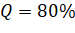 Q = 80%